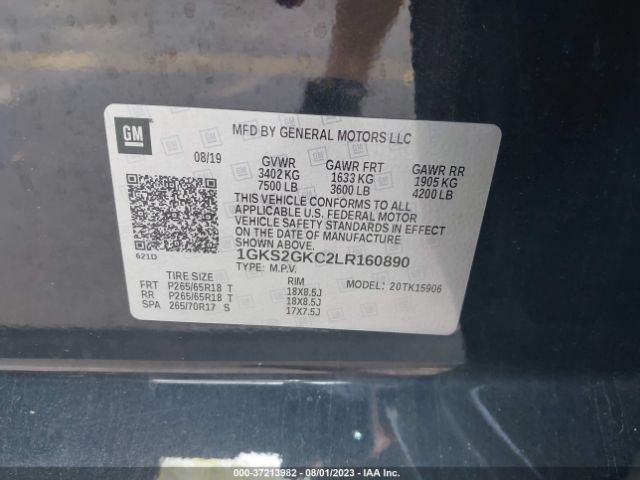 GM
MFD BY GENERAL MOTORS LLC
08/19 GVWR GAWR FRT GAWR RR
3402 KG 1633 KG 1905 KG
7500 LB 3600 LB 4200 LB
THIS VEHICLE CONFORMS TO ALL
APPLICABLE U.S. FEDERAL MOTOR
VEHICLE SAFETY STANDARDS IN EFFECT
ON THE DATE OF MANUFACTURE
SHOWN ABOVE.
621D 1GKS2GKC2LR160890
TYPE: M.P.V.
TIRE SIZE RIM MODEL: 20TK15906
FRT P265/65R18 T 18X8.5J
RR P265/65R18 T 18X8.5J
SPA 265/70R17 S 17X7.5J
© - 37213982 - 08/01/2023 - IAA Inc.